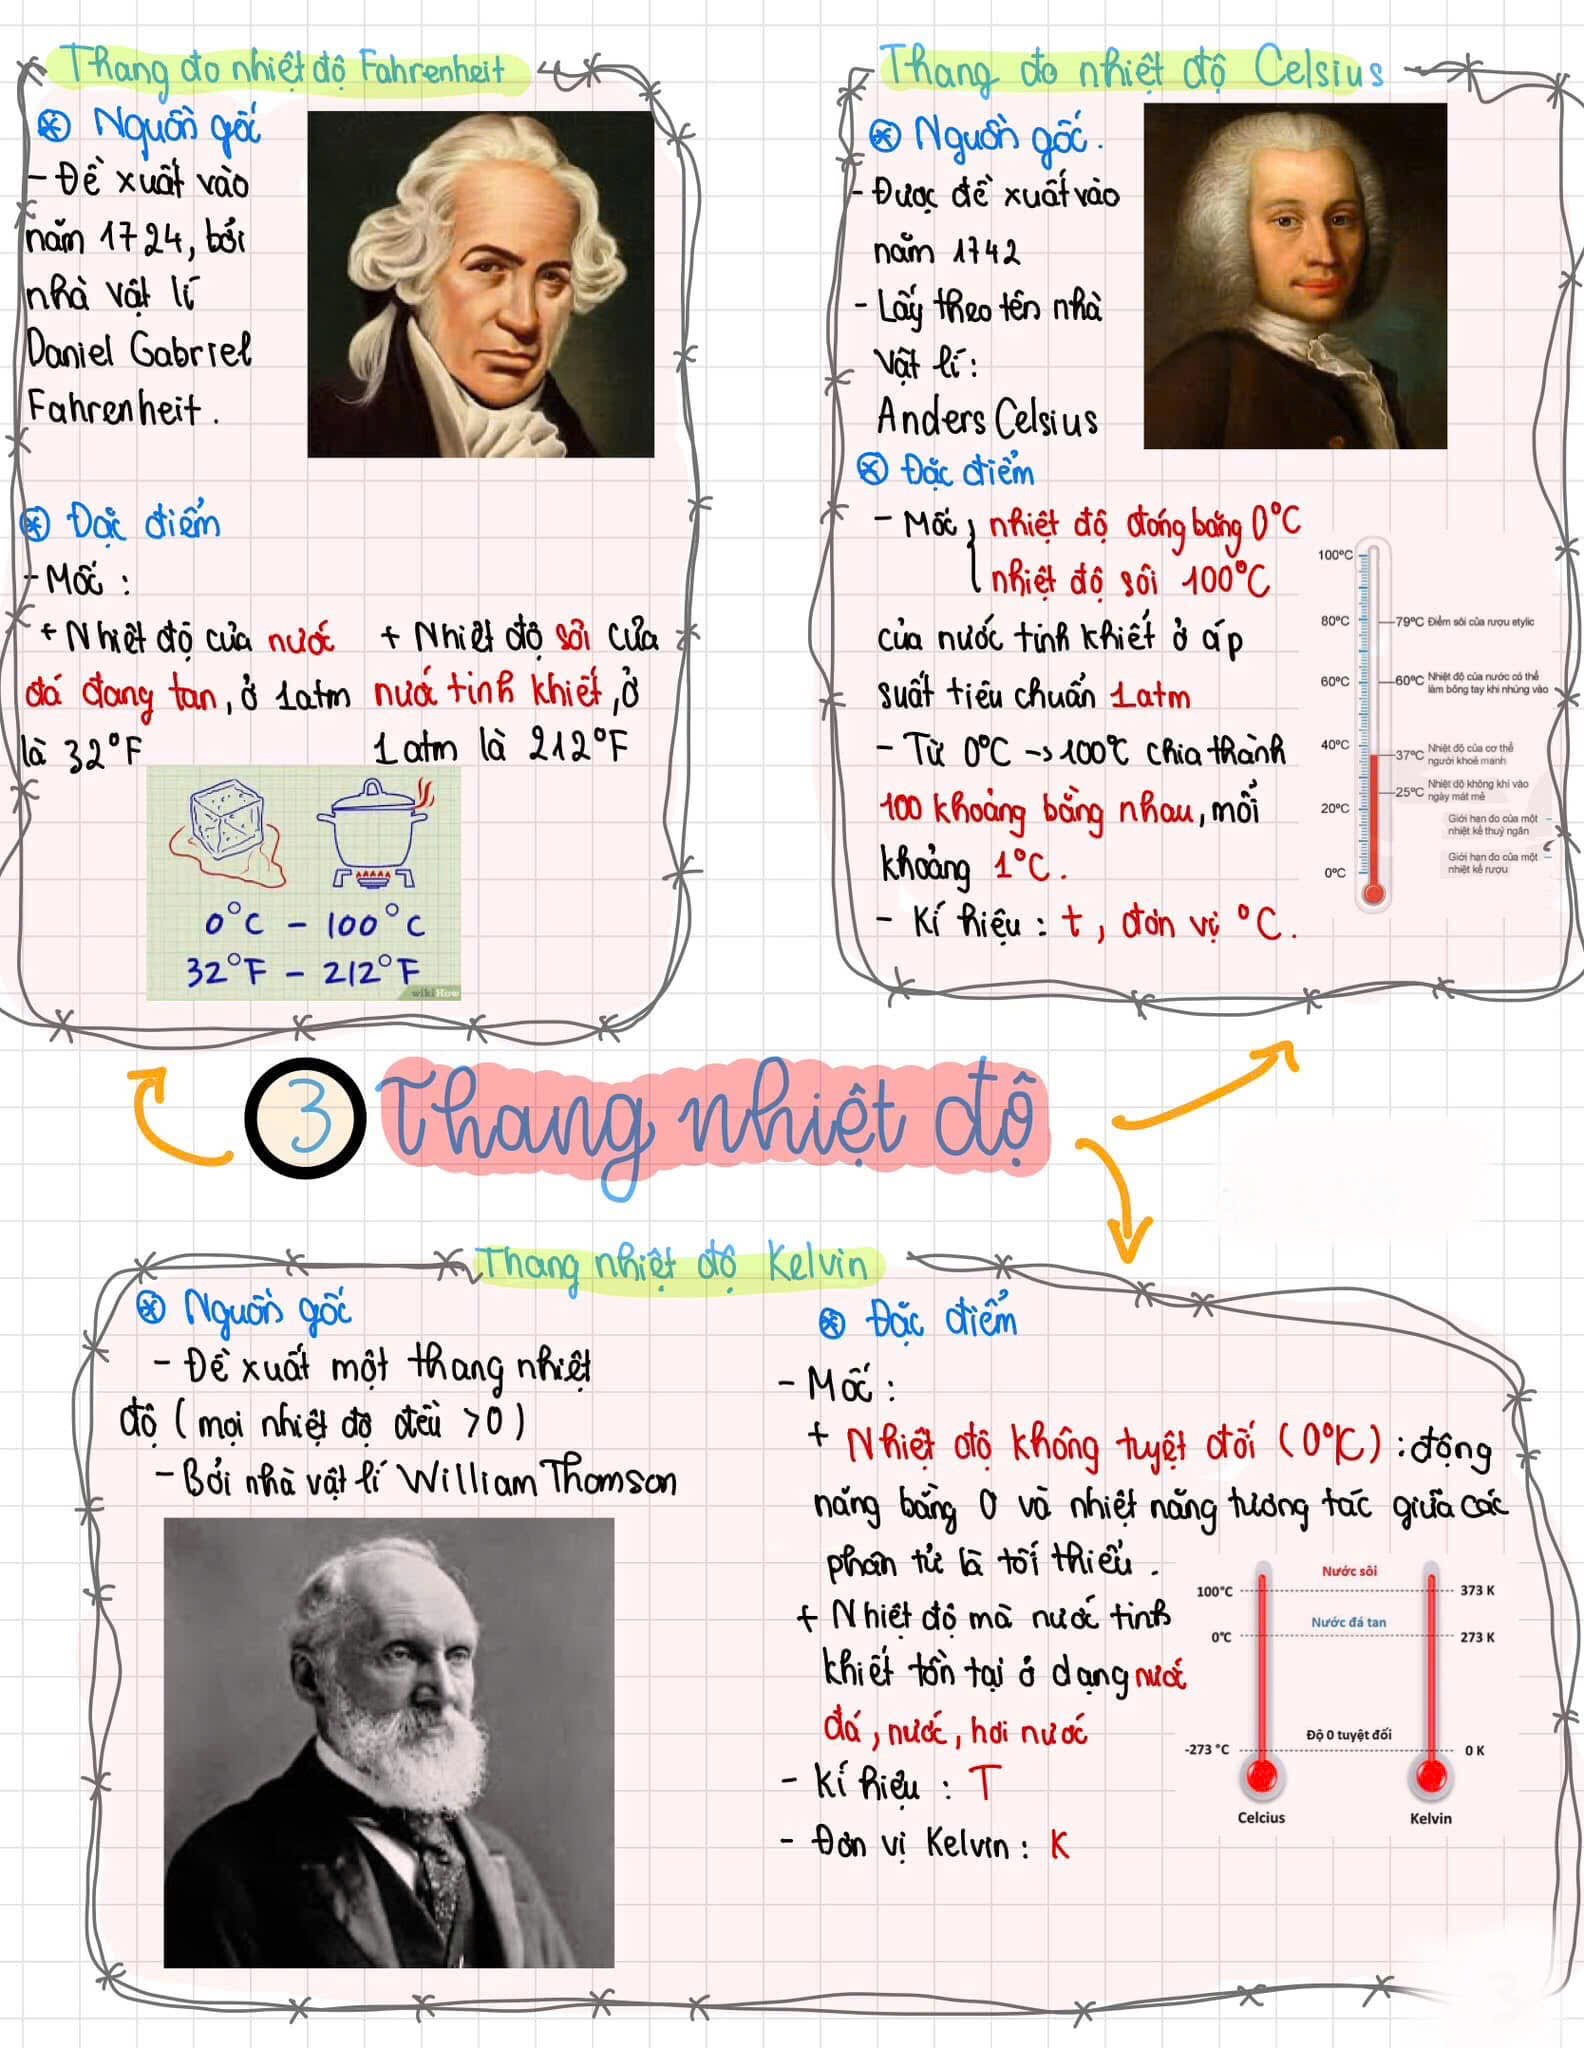 Thang đo nhiệt độ Fahrenheit
Nguồn gốc
- Đề xuất vào
năm 1724, bởi
nhà vật lí
Daniel Gabriel
Fahrenheit.
Đặc điểm
- Mốc :
+ Nhiệt độ của nước
đá đang tan, ở 1atm
là 32°F
+ Nhiệt độ sôi của
nước tinh khiết, ở
1atm là 212°F
0°C - 100°C
32°F - 212°F
wikiHow
Thang đo nhiệt độ Celsius
Nguồn gốc.
- Được đề xuất vào
năm 1742
- Lấy theo tên nhà
vật lí :
Anders Celsius
Đặc điểm
- Mốc { nhiệt độ đóng băng 0°C
nhiệt độ sôi 100°C
của nước tinh khiết ở áp
suất tiêu chuẩn 1atm
- Từ 0°C -> 100°C chia thành
100 khoảng bằng nhau, mỗi
khoảng 1°C.
- Kí hiệu : t, đơn vị °C.
100°C
80°C
79°C Điểm sôi của rượu etylic
60°C
60°C Nhiệt độ của nước có thể
làm bỏng tay khi nhúng vào
40°C
37°C Nhiệt độ của cơ thể
người khoẻ mạnh
25°C Nhiệt độ không khí vào
ngày mát mẻ
20°C
Giới hạn đo của một
nhiệt kế thuỷ ngân
0°C
Giới hạn đo của một
nhiệt kế rượu
3 Thang nhiệt độ
Thang nhiệt độ Kelvin
Nguồn gốc
- Đề xuất một thang nhiệt
độ (mọi nhiệt độ đều >0)
- Bởi nhà vật lí William Thomson
Đặc điểm
- Mốc :
+ Nhiệt độ không tuyệt đối (0°K) : động
năng bằng 0 và nhiệt năng tương tác giữa các
phân tử là tối thiểu.
+ Nhiệt độ mà nước tinh
khiết tồn tại ở dạng nước
đá, nước, hơi nước
- Kí hiệu : T
- Đơn vị Kelvin : K
Nước sôi
100°C
373 K
Nước đá tan
0°C
273 K
Độ 0 tuyệt đối
-273 °C
0 K
Celcius
Kelvin